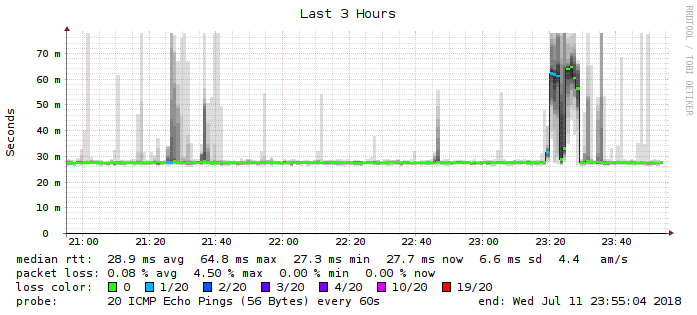 Last 3 Hours
RRDTOOL / TOBI OETIKER
Seconds
70 m
60 m
50 m
40 m
30 m
20 m
10 m
0
21:00 21:20 21:40 22:00 22:20 22:40 23:00 23:20 23:40
median rtt: 28.9 ms avg 64.8 ms max 27.3 ms min 27.7 ms now 6.6 ms sd 4.4 am/s
packet loss: 0.08 % avg 4.50 % max 0.00 % min 0.00 % now
loss color: 0 1/20 2/20 3/20 4/20 10/20 19/20
probe: 20 ICMP Echo Pings (56 Bytes) every 60s end: Wed Jul 11 23:55:04 2018